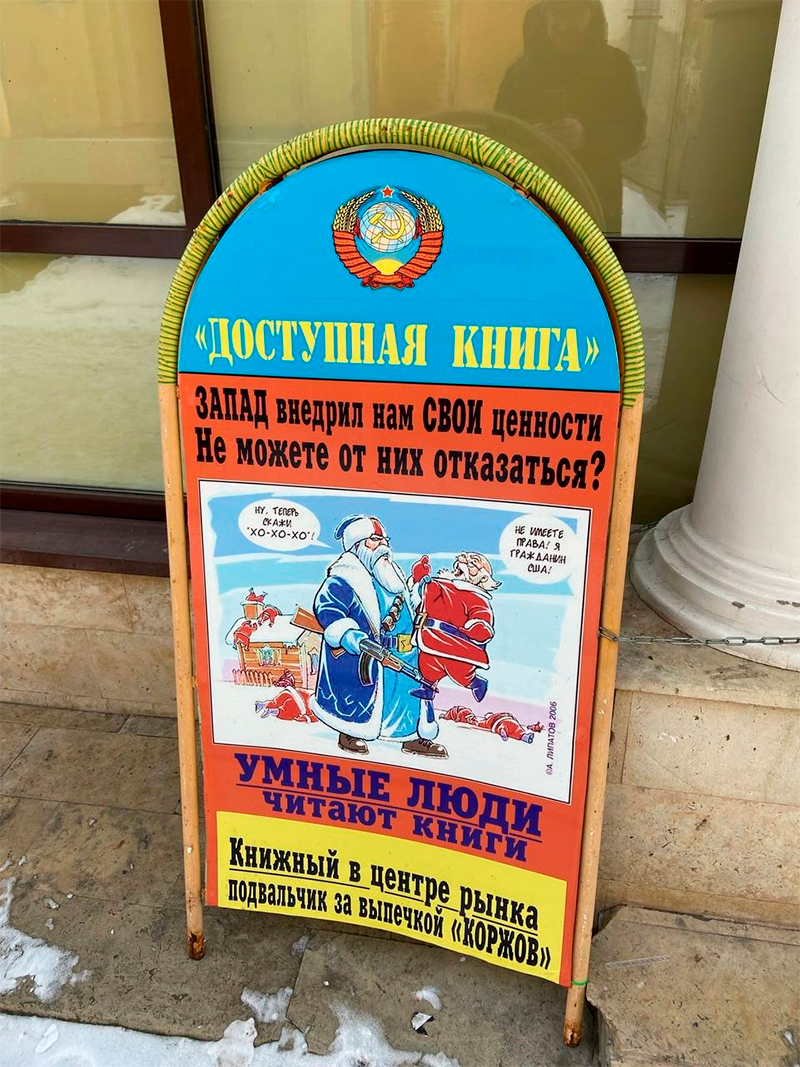 «ДОСТУПНАЯ КНИГА»
ЗАПАД внедрил нам СВОИ ценности
Не можете от них отказаться?
НУ, ТЕПЕРЬ
СКАЖИ
"ХО-ХО-ХО"!
НЕ ИМЕЕТЕ
ПРАВА! Я
ГРАЖДАНИН
США!
©А. ЛИПАТОВ 2006
УМНЫЕ ЛЮДИ
читают книги
Книжный в центре рынка
подвальчик за выпечкой «КОРЖОВ»